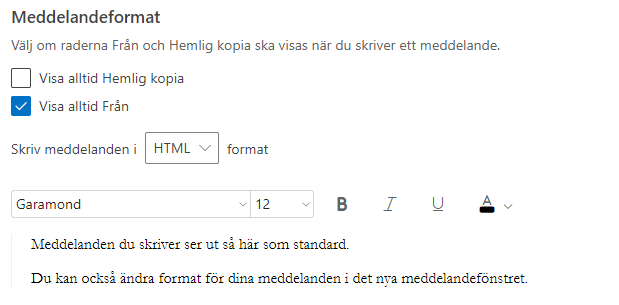 Meddelandeformat
Välj om raderna Från och Hemlig kopia ska visas när du skriver ett meddelande.
Visa alltid Hemlig kopia
Visa alltid Från
Skriv meddelanden i HTML format
Garamond 12 B I U A
Meddelanden du skriver ser ut så här som standard.
Du kan också ändra format för dina meddelanden i det nya meddelandefönstret.